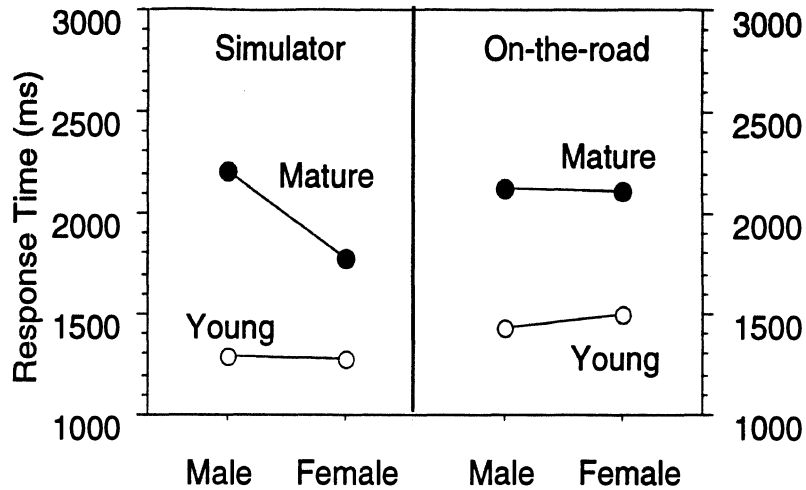 3000
2500
2000
1500
1000
Response Time (ms)
Simulator
Mature
Young
Male Female
On-the-road
Mature
Young
Male Female
3000
2500
2000
1500
1000